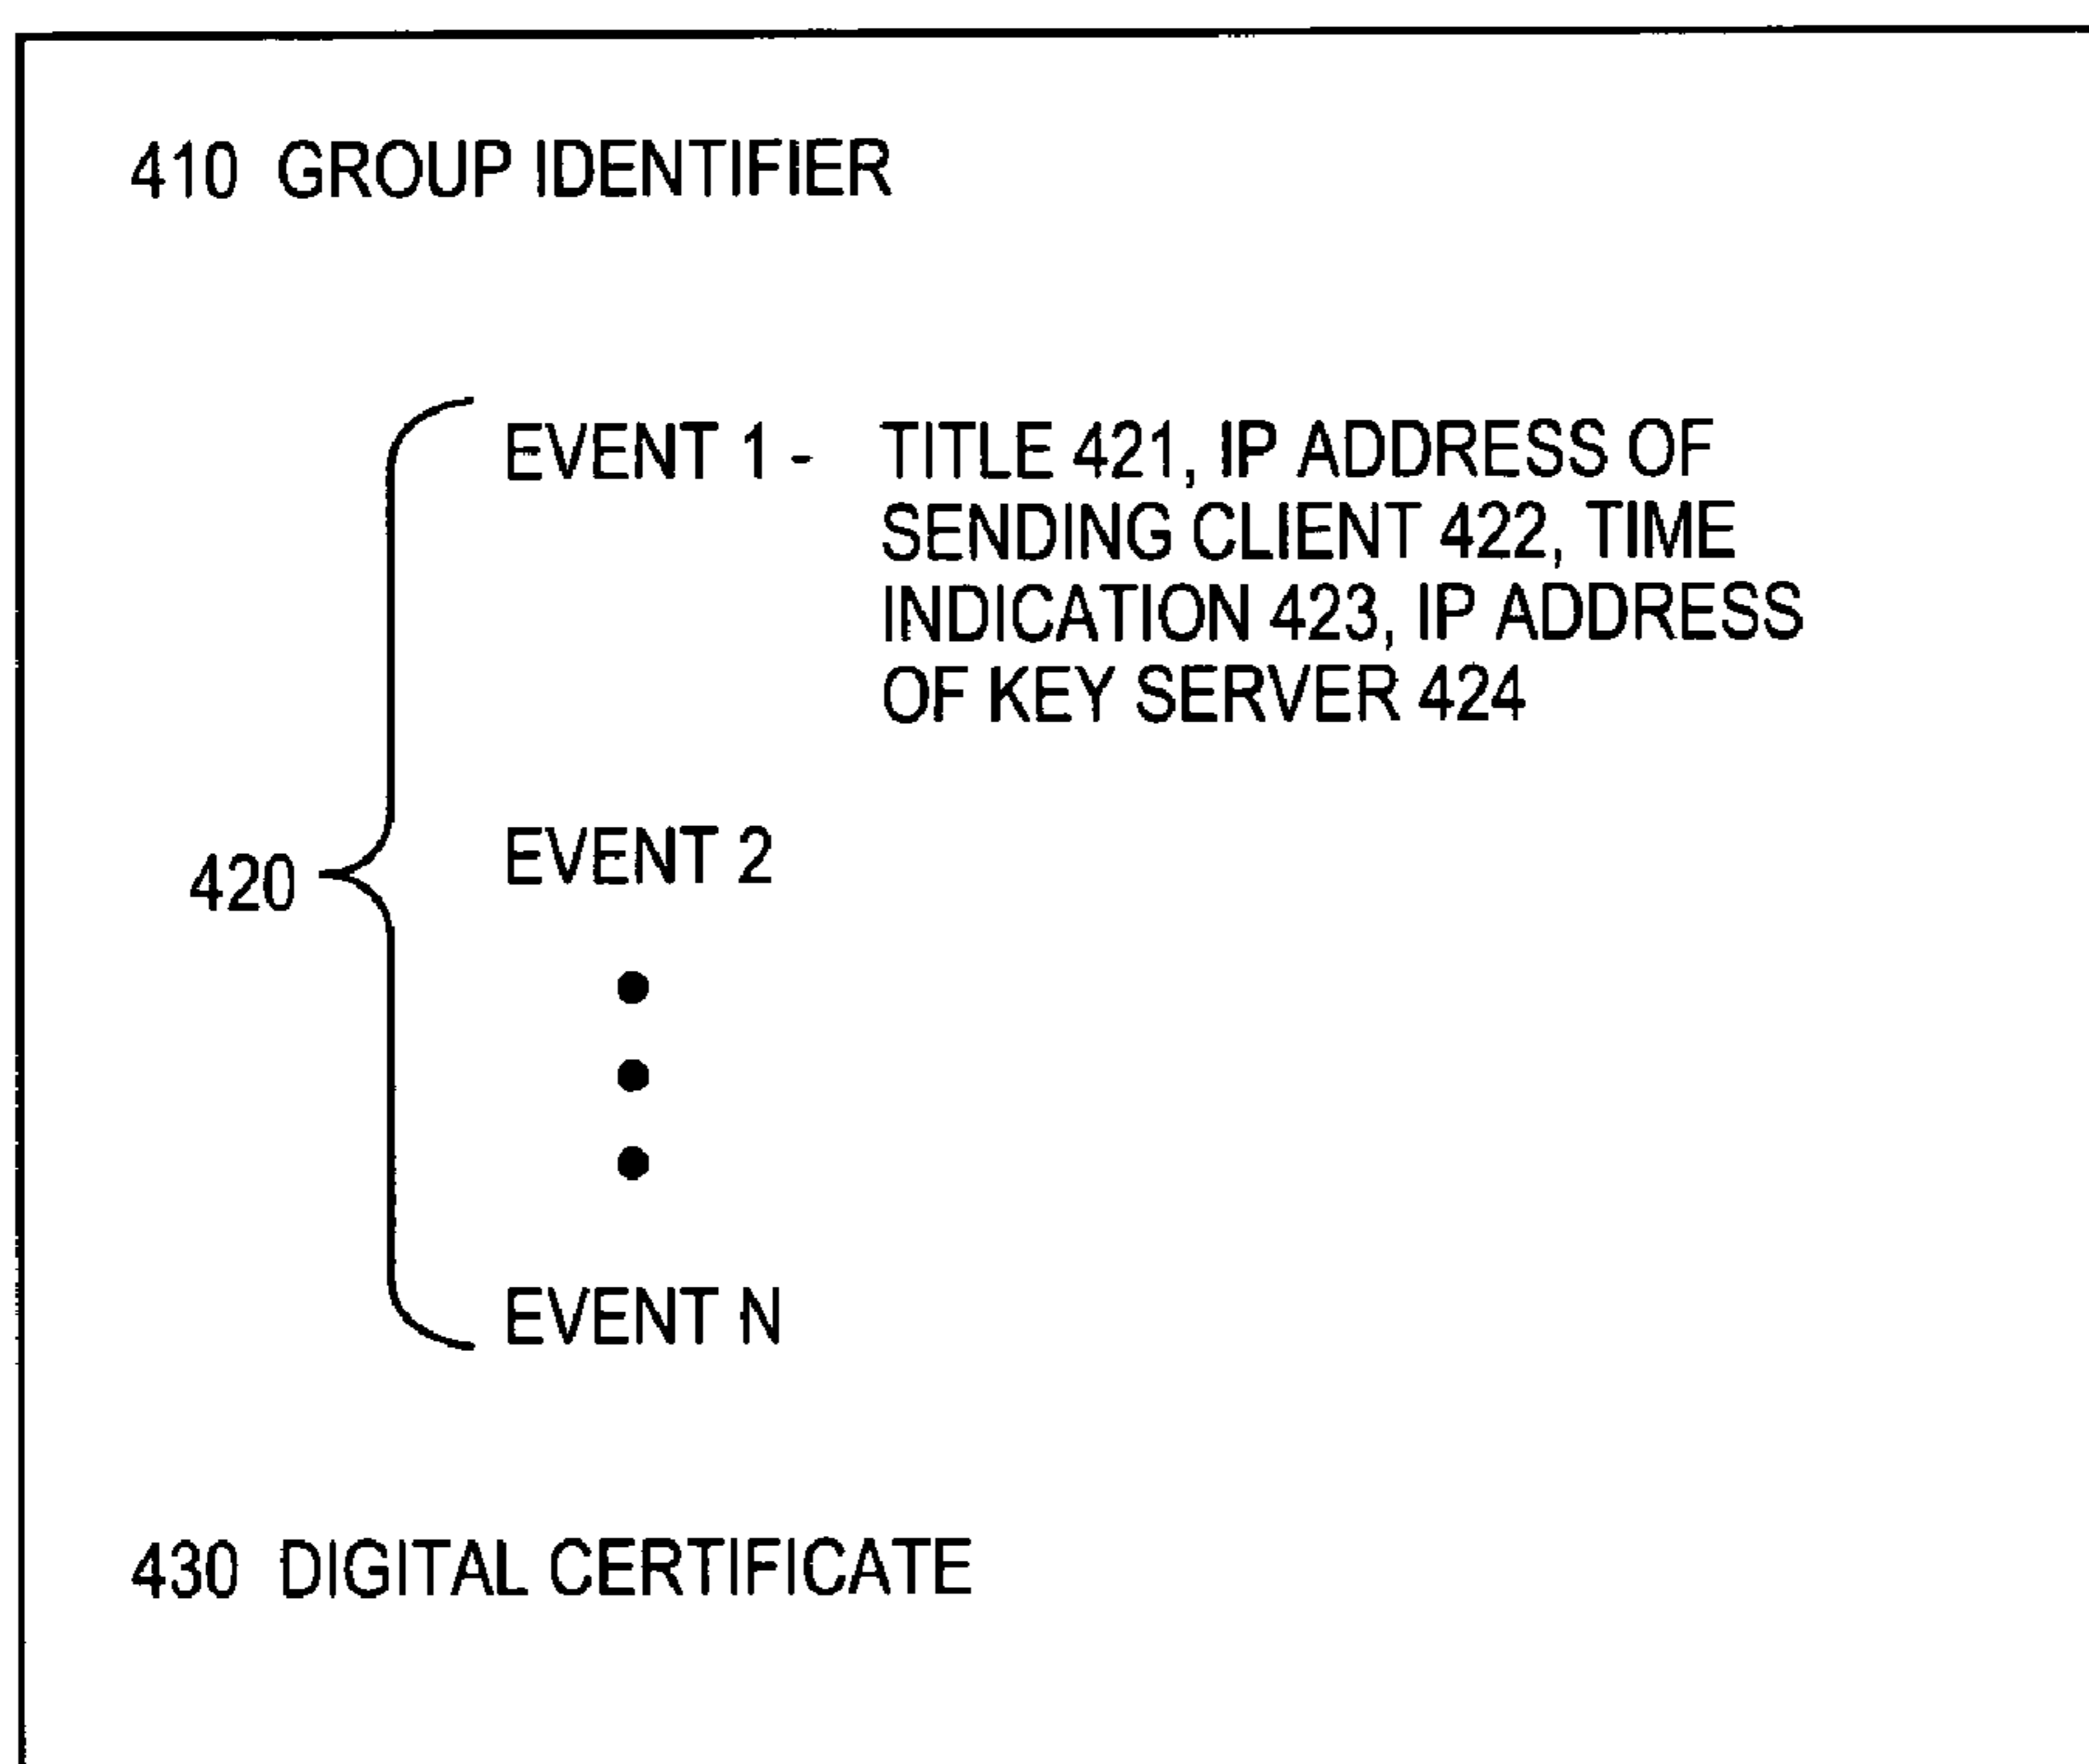 410 GROUP IDENTIFIER
EVENT 1 - TITLE 421, IP ADDRESS OF
SENDING CLIENT 422, TIME
INDICATION 423, IP ADDRESS
OF KEY SERVER 424
420
EVENT 2
EVENT N
430 DIGITAL CERTIFICATE